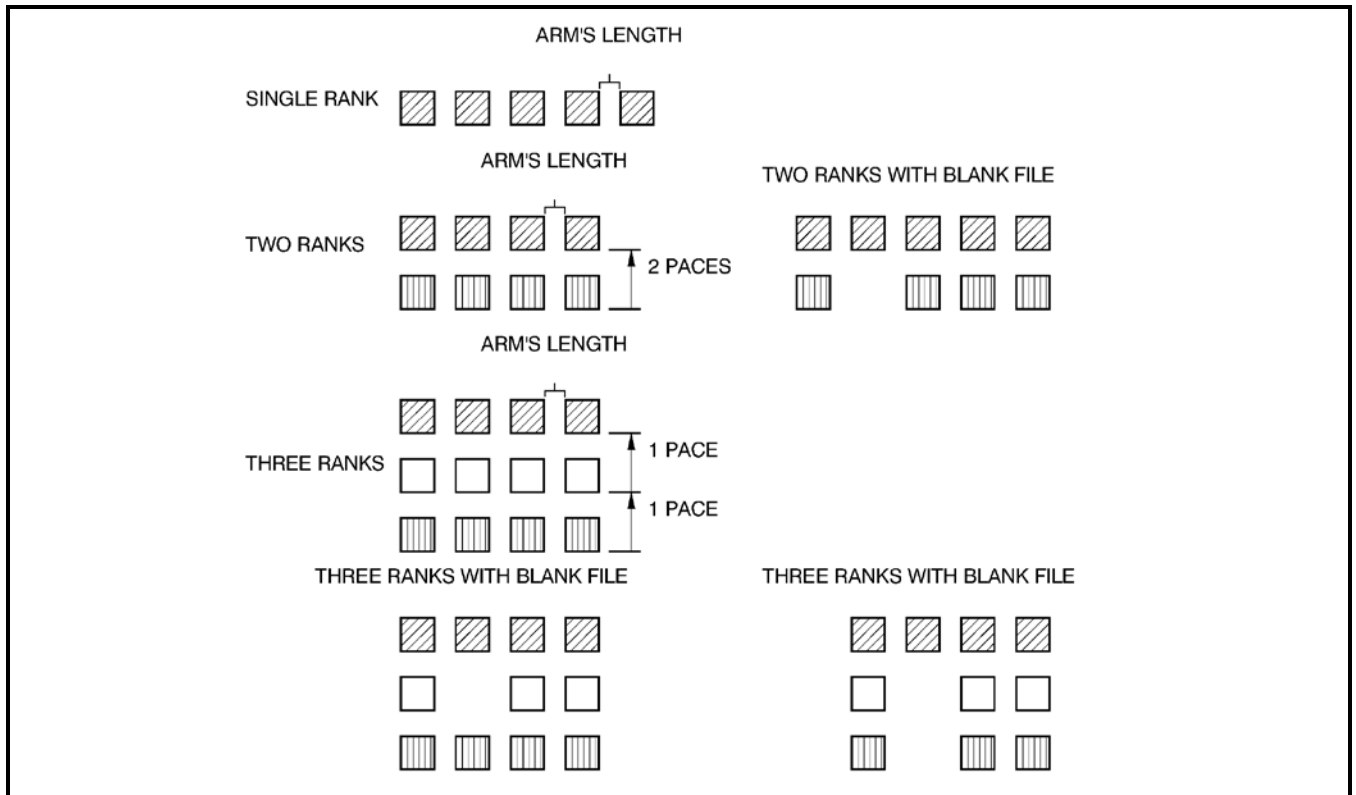 ARM'S LENGTH
SINGLE RANK
ARM'S LENGTH
TWO RANKS WITH BLANK FILE
TWO RANKS
2 PACES
ARM'S LENGTH
1 PACE
THREE RANKS
1 PACE
THREE RANKS WITH BLANK FILE
THREE RANKS WITH BLANK FILE